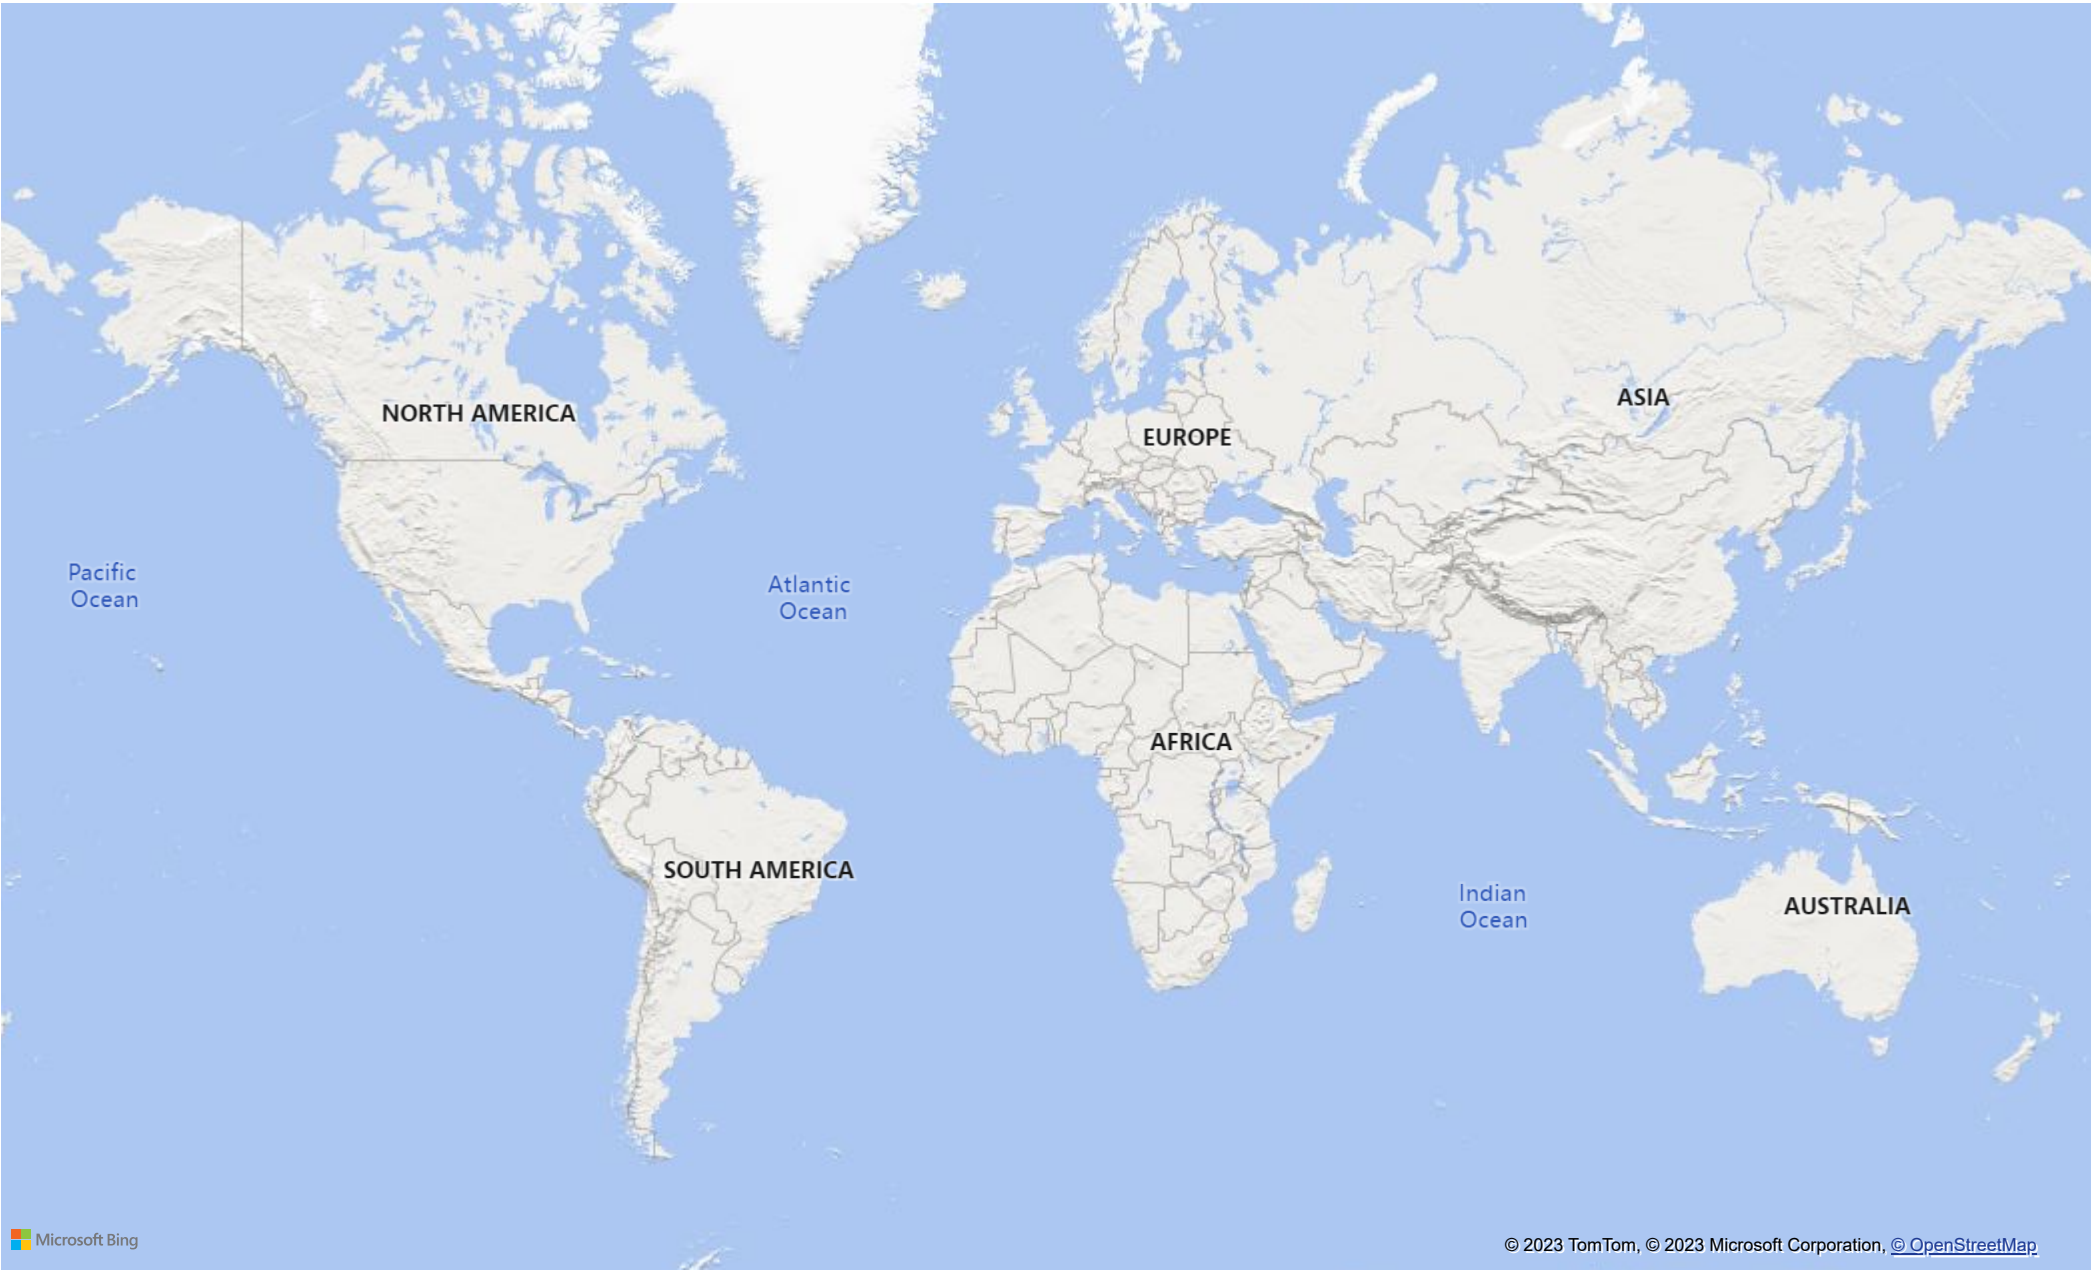 ASIA
NORTH AMERICA
EUROPE
Pacific
Ocean
Atlantic
Ocean
AFRICA
SOUTH AMERICA
Indian
Ocean
AUSTRALIA
Microsoft Bing
© 2023 TomTom, © 2023 Microsoft Corporation, © OpenStreetMap